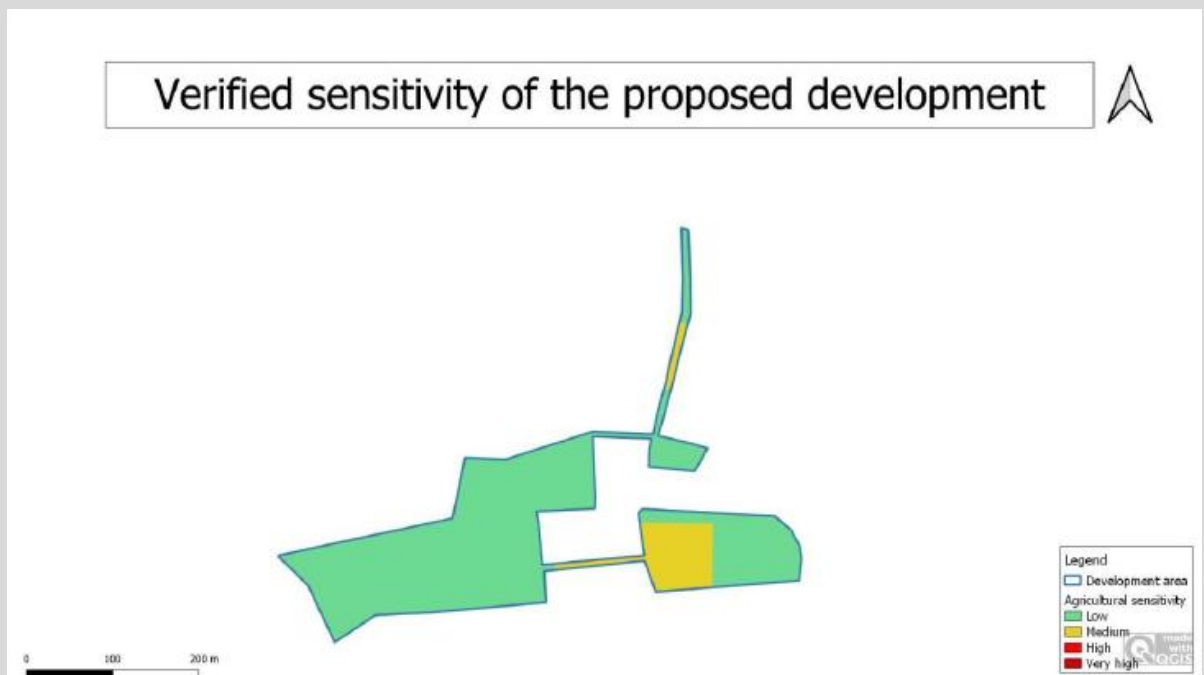 Verified sensitivity of the proposed development
Legend
Development area
Agricultural sensitivity
Low
Medium
High
Very high
made
with
QGIS
0 100 200 m